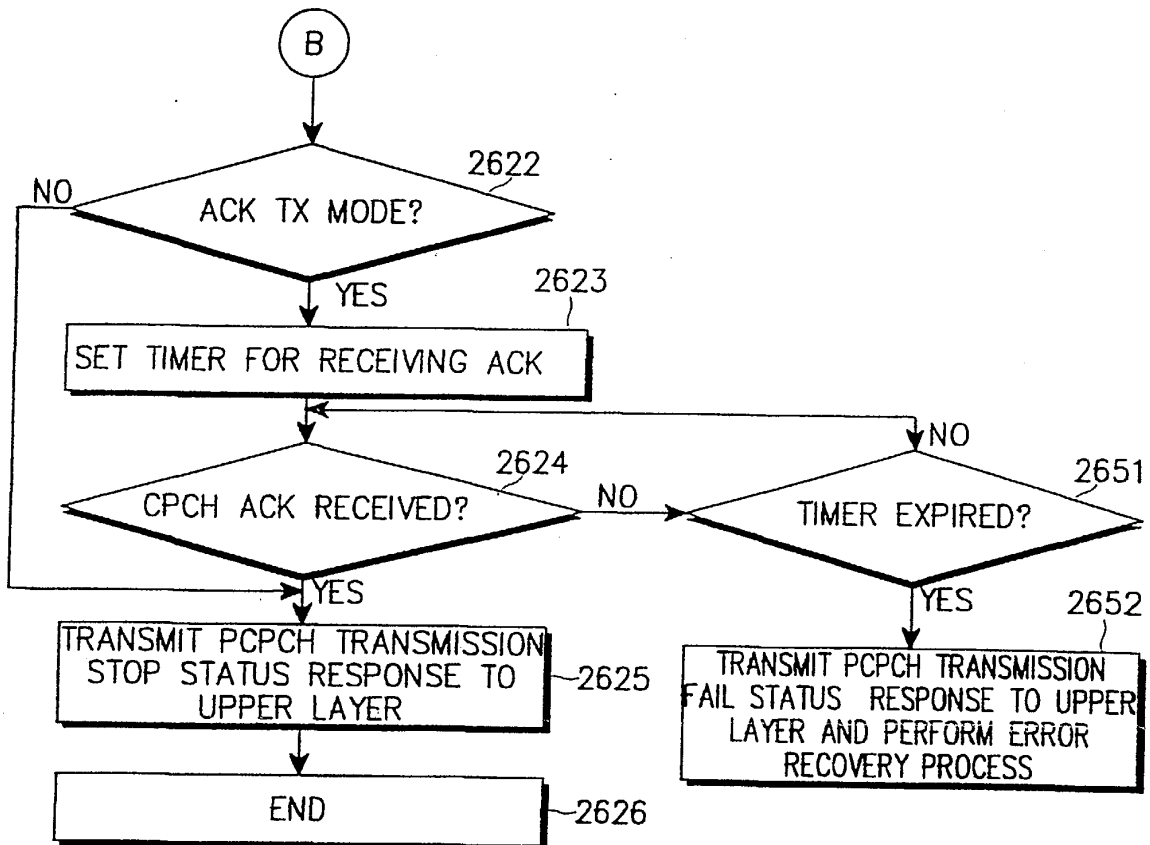 B
2622
NO
ACK TX MODE?
YES
2623
SET TIMER FOR RECEIVING ACK
NO
2624
2651
CPCH ACK RECEIVED?
NO
TIMER EXPIRED?
YES
YES
2652
TRANSMIT PCPCH TRANSMISSION
STOP STATUS RESPONSE TO
UPPER LAYER
2625
TRANSMIT PCPCH TRANSMISSION
FAIL STATUS RESPONSE TO UPPER
LAYER AND PERFORM ERROR
RECOVERY PROCESS
END
2626